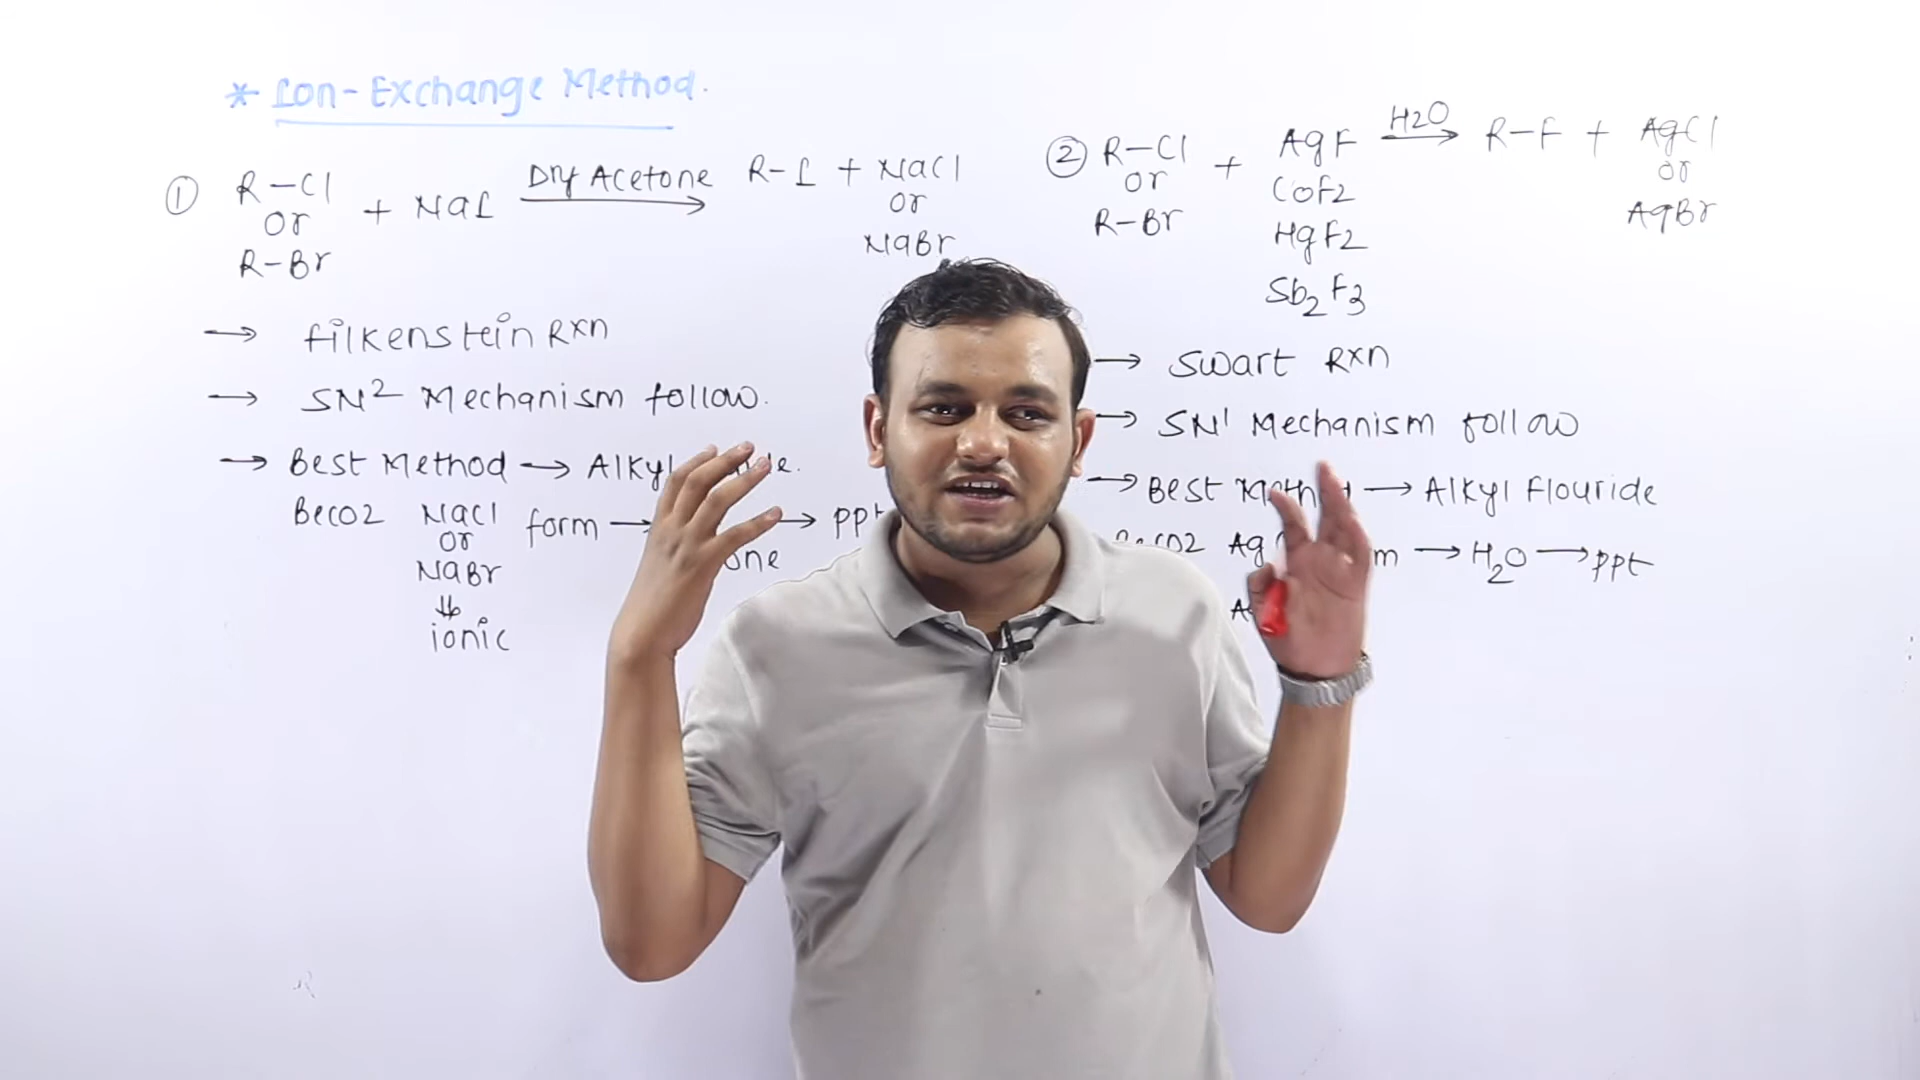 * Ion-Exchange Method.
① R-Cl or R-Br + NaI Dry Acetone → R-I + NaCl or NaBr
→ filkenstein Rxn
→ SN² Mechanism follow.
→ Best Method → Alkyl
BecoZ NaCl or NaBr form → → ppt
⇓
ionic
② R-Cl or R-Br + AgF CoF2 HgF2 Sb₂F₃ H2O → R-F + AgCl or AgBr
→ Swart Rxn
→ SN¹ Mechanism follow
→ Best → Alkyl flouride
Ag → H₂O → ppt